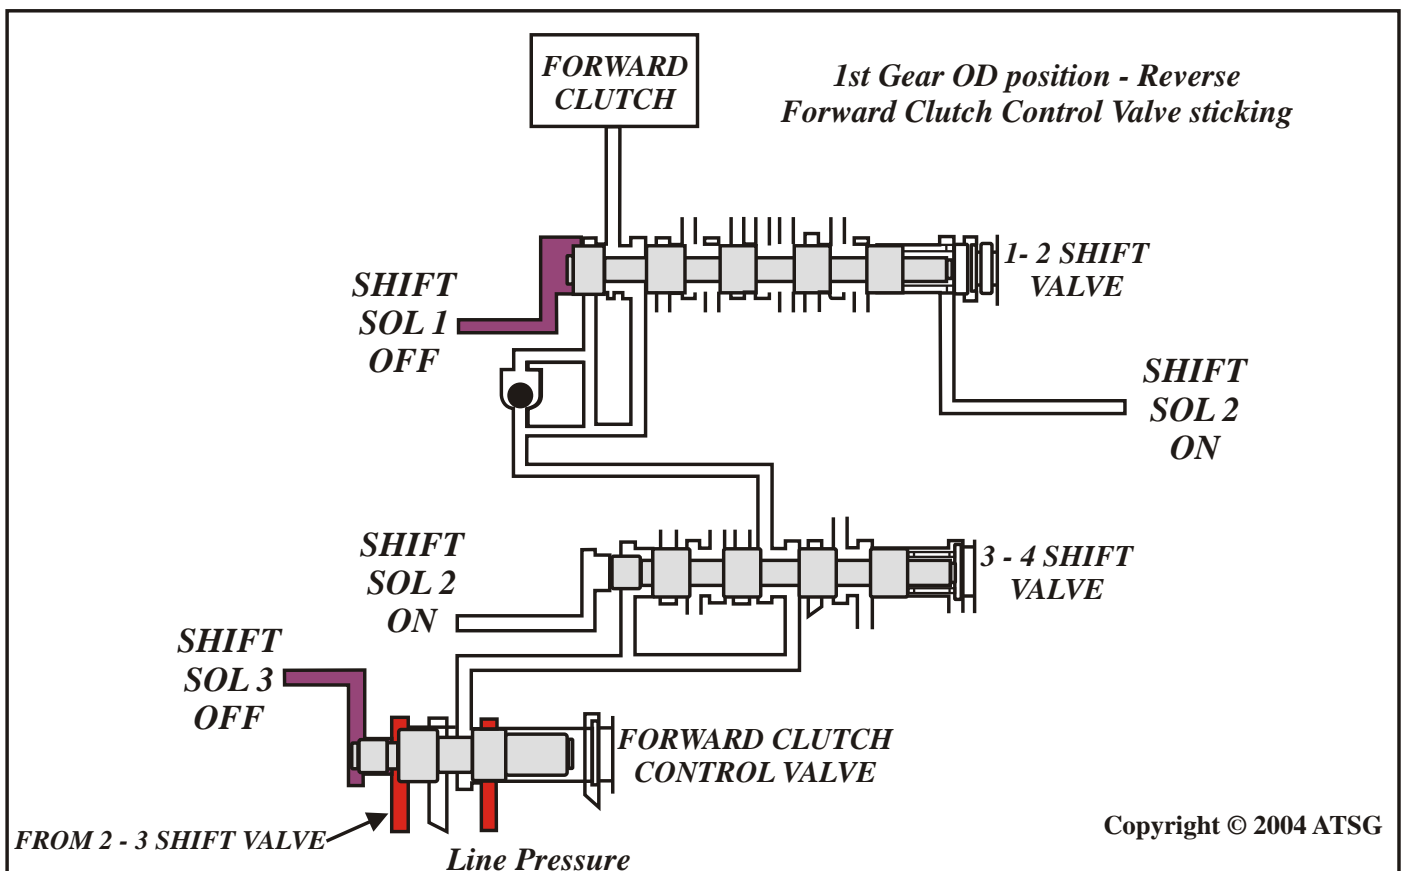 FORWARD
CLUTCH
1st Gear OD position - Reverse
Forward Clutch Control Valve sticking
1- 2 SHIFT
VALVE
SHIFT
SOL 1
OFF
SHIFT
SOL 2
ON
SHIFT
SOL 2
ON
3 - 4 SHIFT
VALVE
SHIFT
SOL 3
OFF
FORWARD CLUTCH
CONTROL VALVE
FROM 2 - 3 SHIFT VALVE
Line Pressure
Copyright © 2004 ATSG